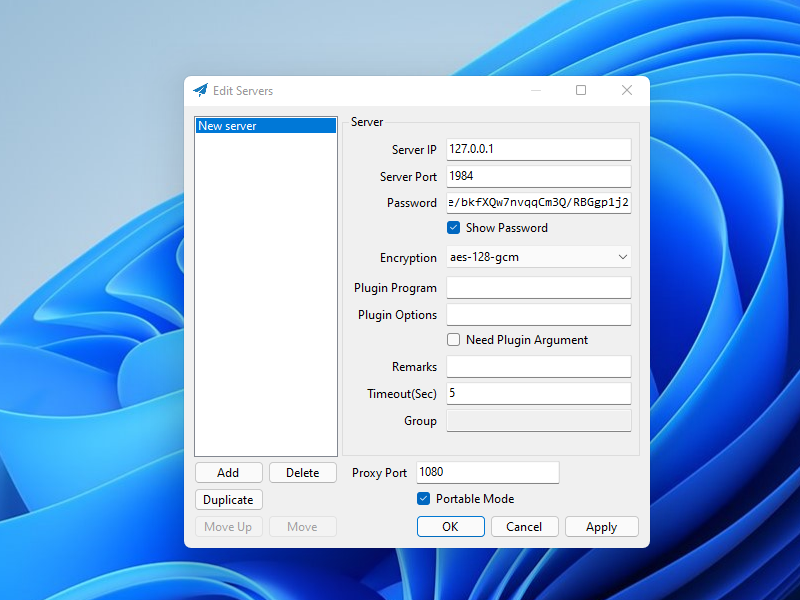 Edit Servers
New server
Server
Server IP 127.0.0.1
Server Port 1984
Password e/bkfXQw7nvqqCm3Q/RBGgp1j2
Show Password
Encryption aes-128-gcm
Plugin Program
Plugin Options
Need Plugin Argument
Remarks
Timeout(Sec) 5
Group
Add Delete
Duplicate
Move Up Move
Proxy Port 1080
Portable Mode
OK Cancel Apply